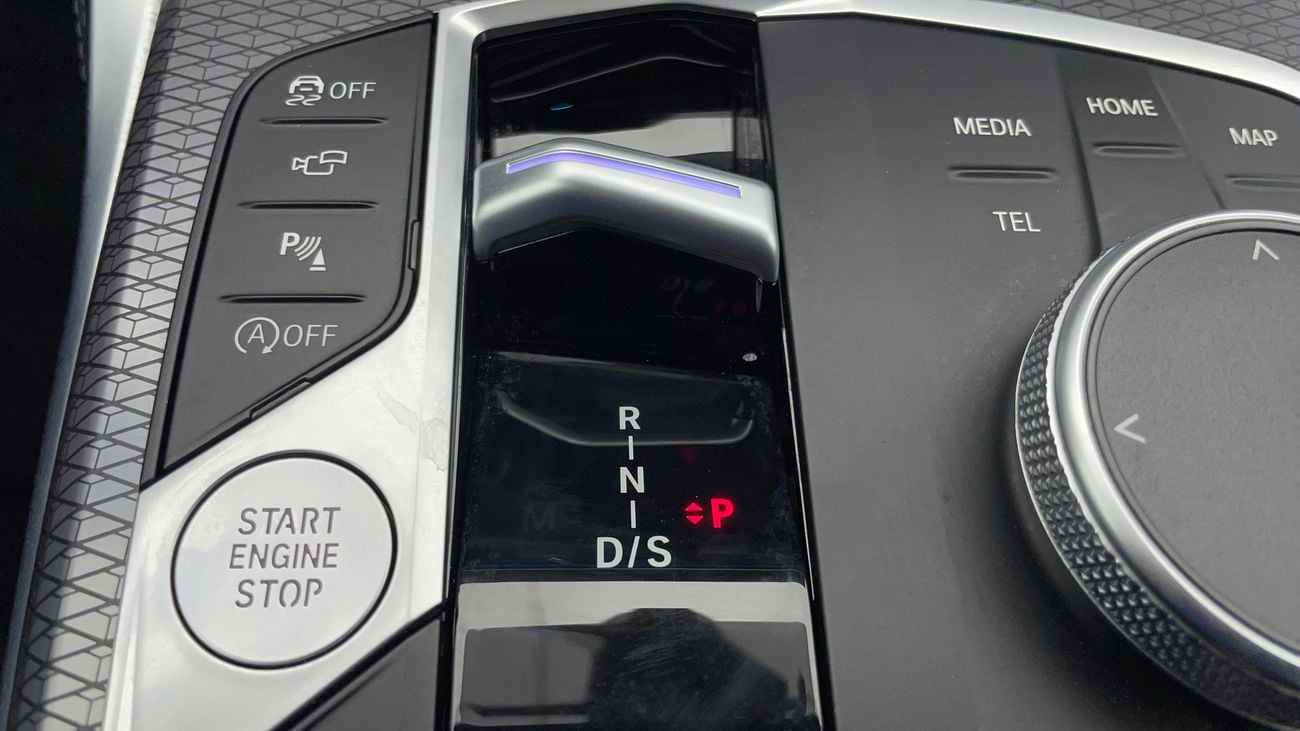 OFF
P
A OFF
START
ENGINE
STOP
R
N
P
D/S
MEDIA
HOME
MAP
TEL